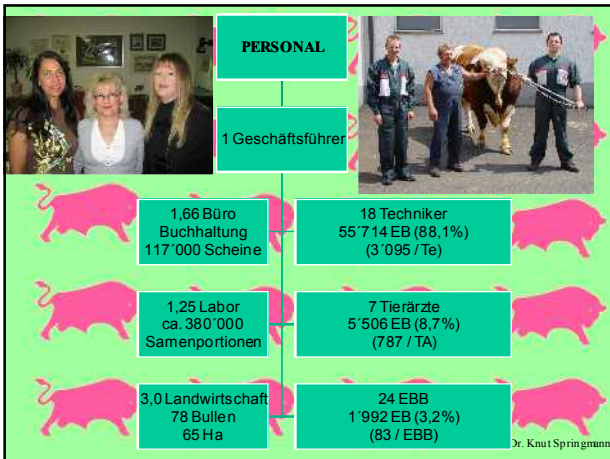 PERSONAL
1 Geschäftsführer
1,66 Büro
Buchhaltung
117´000 Scheine
18 Techniker
55´714 EB (88,1%)
(3´095 / Te)
1,25 Labor
ca. 380´000
Samenportionen
7 Tierärzte
5´506 EB (8,7%)
(787 / TA)
3,0 Landwirtschaft
78 Bullen
65 Ha
24 EBB
1´992 EB (3,2%)
(83 / EBB)
Dr. Knut Springmann